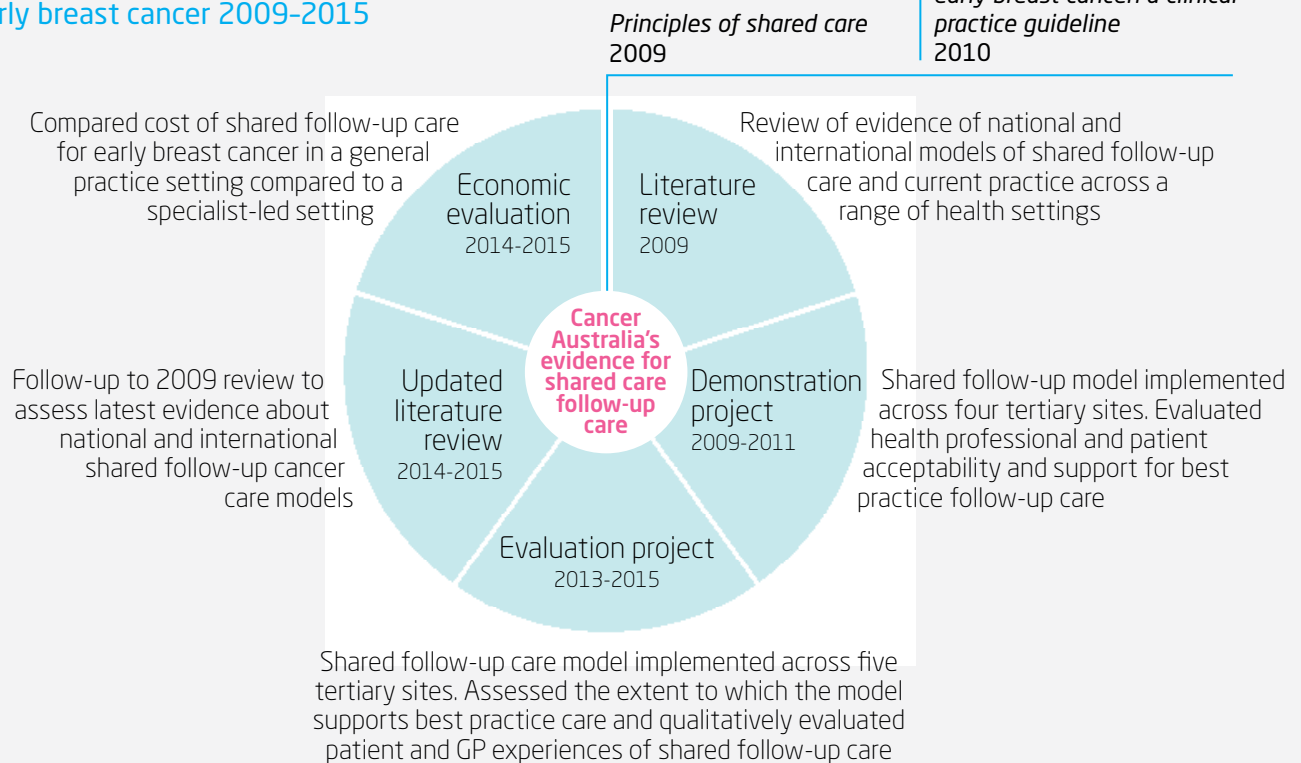 rly breast cancer 2009–2015
Principles of shared care
2009
early breast cancer: a clinical
practice guideline
2010
Compared cost of shared follow-up care
for early breast cancer in a general
practice setting compared to a
specialist-led setting
Economic
evaluation
2014-2015
Literature
review
2009
Review of evidence of national and
international models of shared follow-up
care and current practice across a
range of health settings
Cancer
Australia's
evidence for
shared care
follow-up
care
Follow-up to 2009 review to
assess latest evidence about
national and international
shared follow-up cancer
care models
Updated
literature
review
2014-2015
Demonstration
project
2009-2011
Shared follow-up model implemented
across four tertiary sites. Evaluated
health professional and patient
acceptability and support for best
practice follow-up care
Evaluation project
2013-2015
Shared follow-up care model implemented across five
tertiary sites. Assessed the extent to which the model
supports best practice care and qualitatively evaluated
patient and GP experiences of shared follow-up care